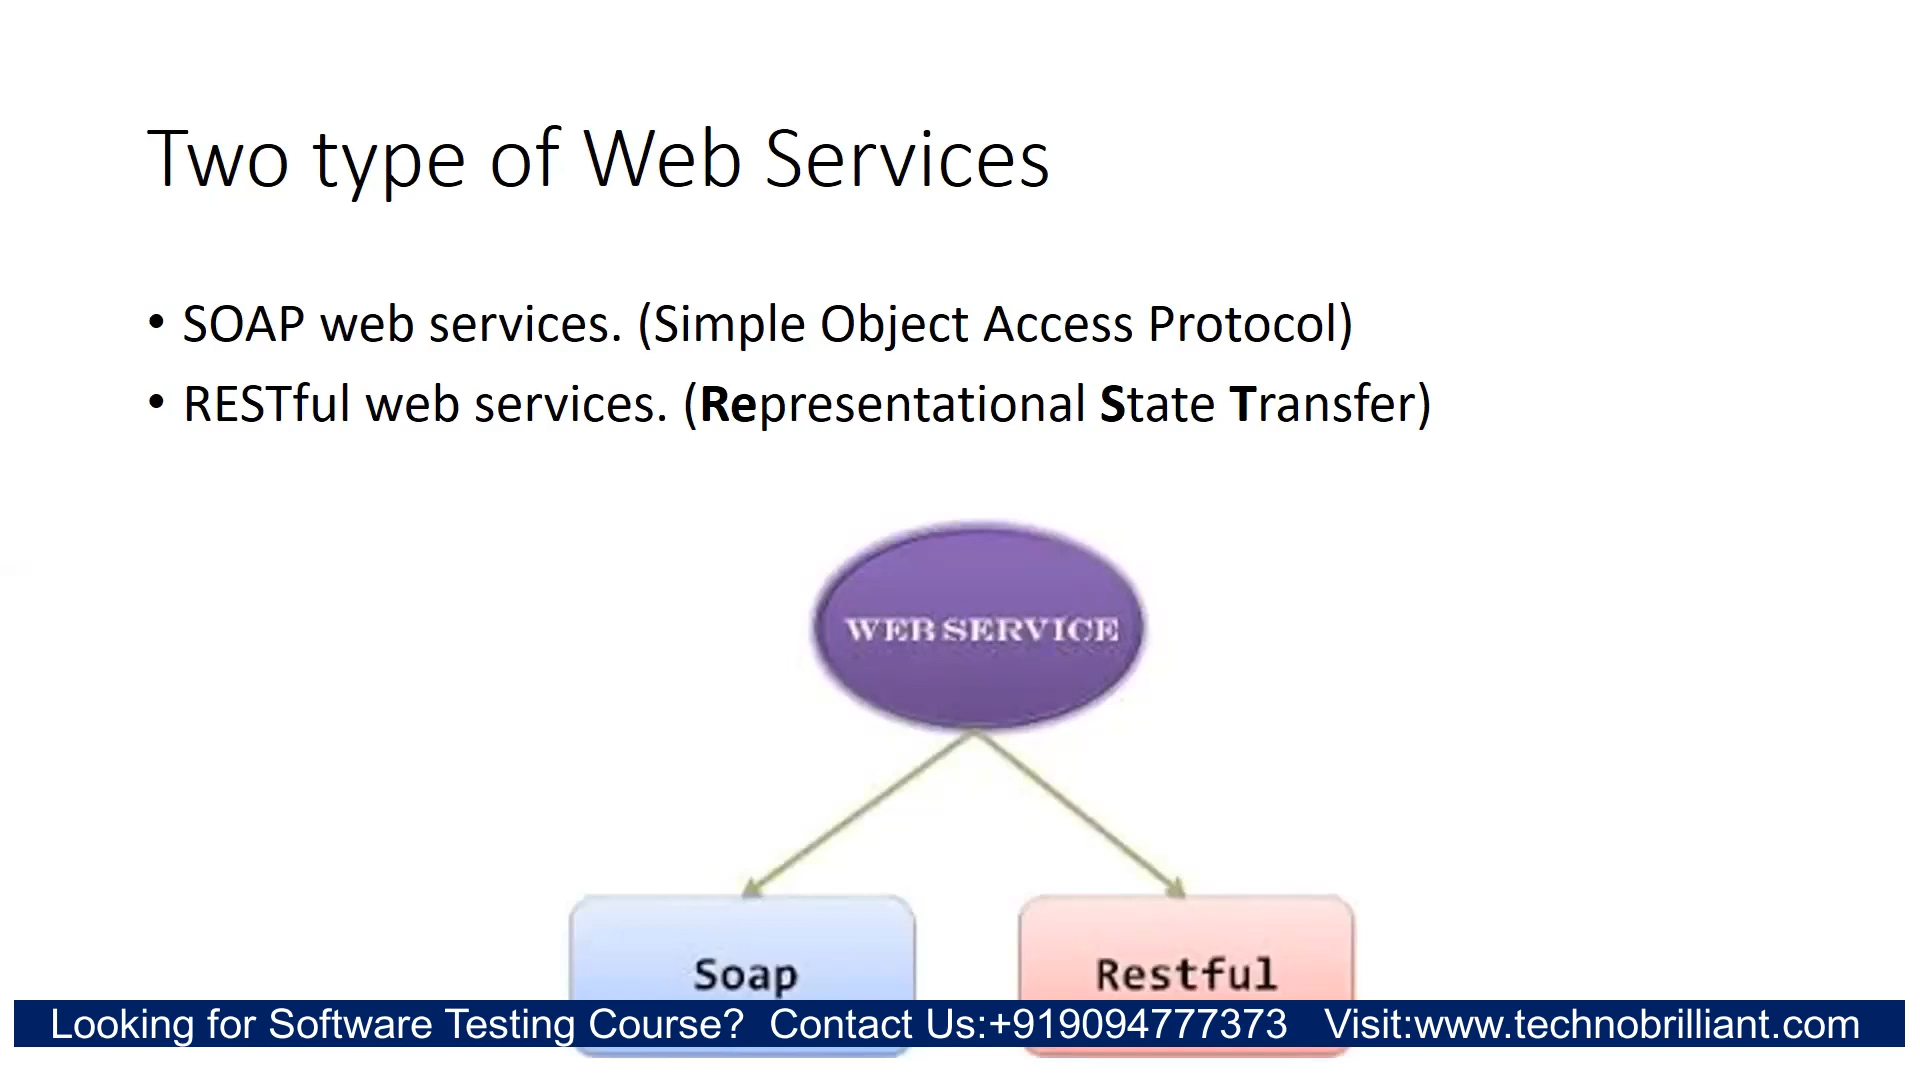 Two type of Web Services
• SOAP web services. (Simple Object Access Protocol)
• RESTful web services. (Representational State Transfer)
WEB SERVICE
Soap
Restful
Looking for Software Testing Course? Contact Us:+919094777373 Visit:www.technobrilliant.com